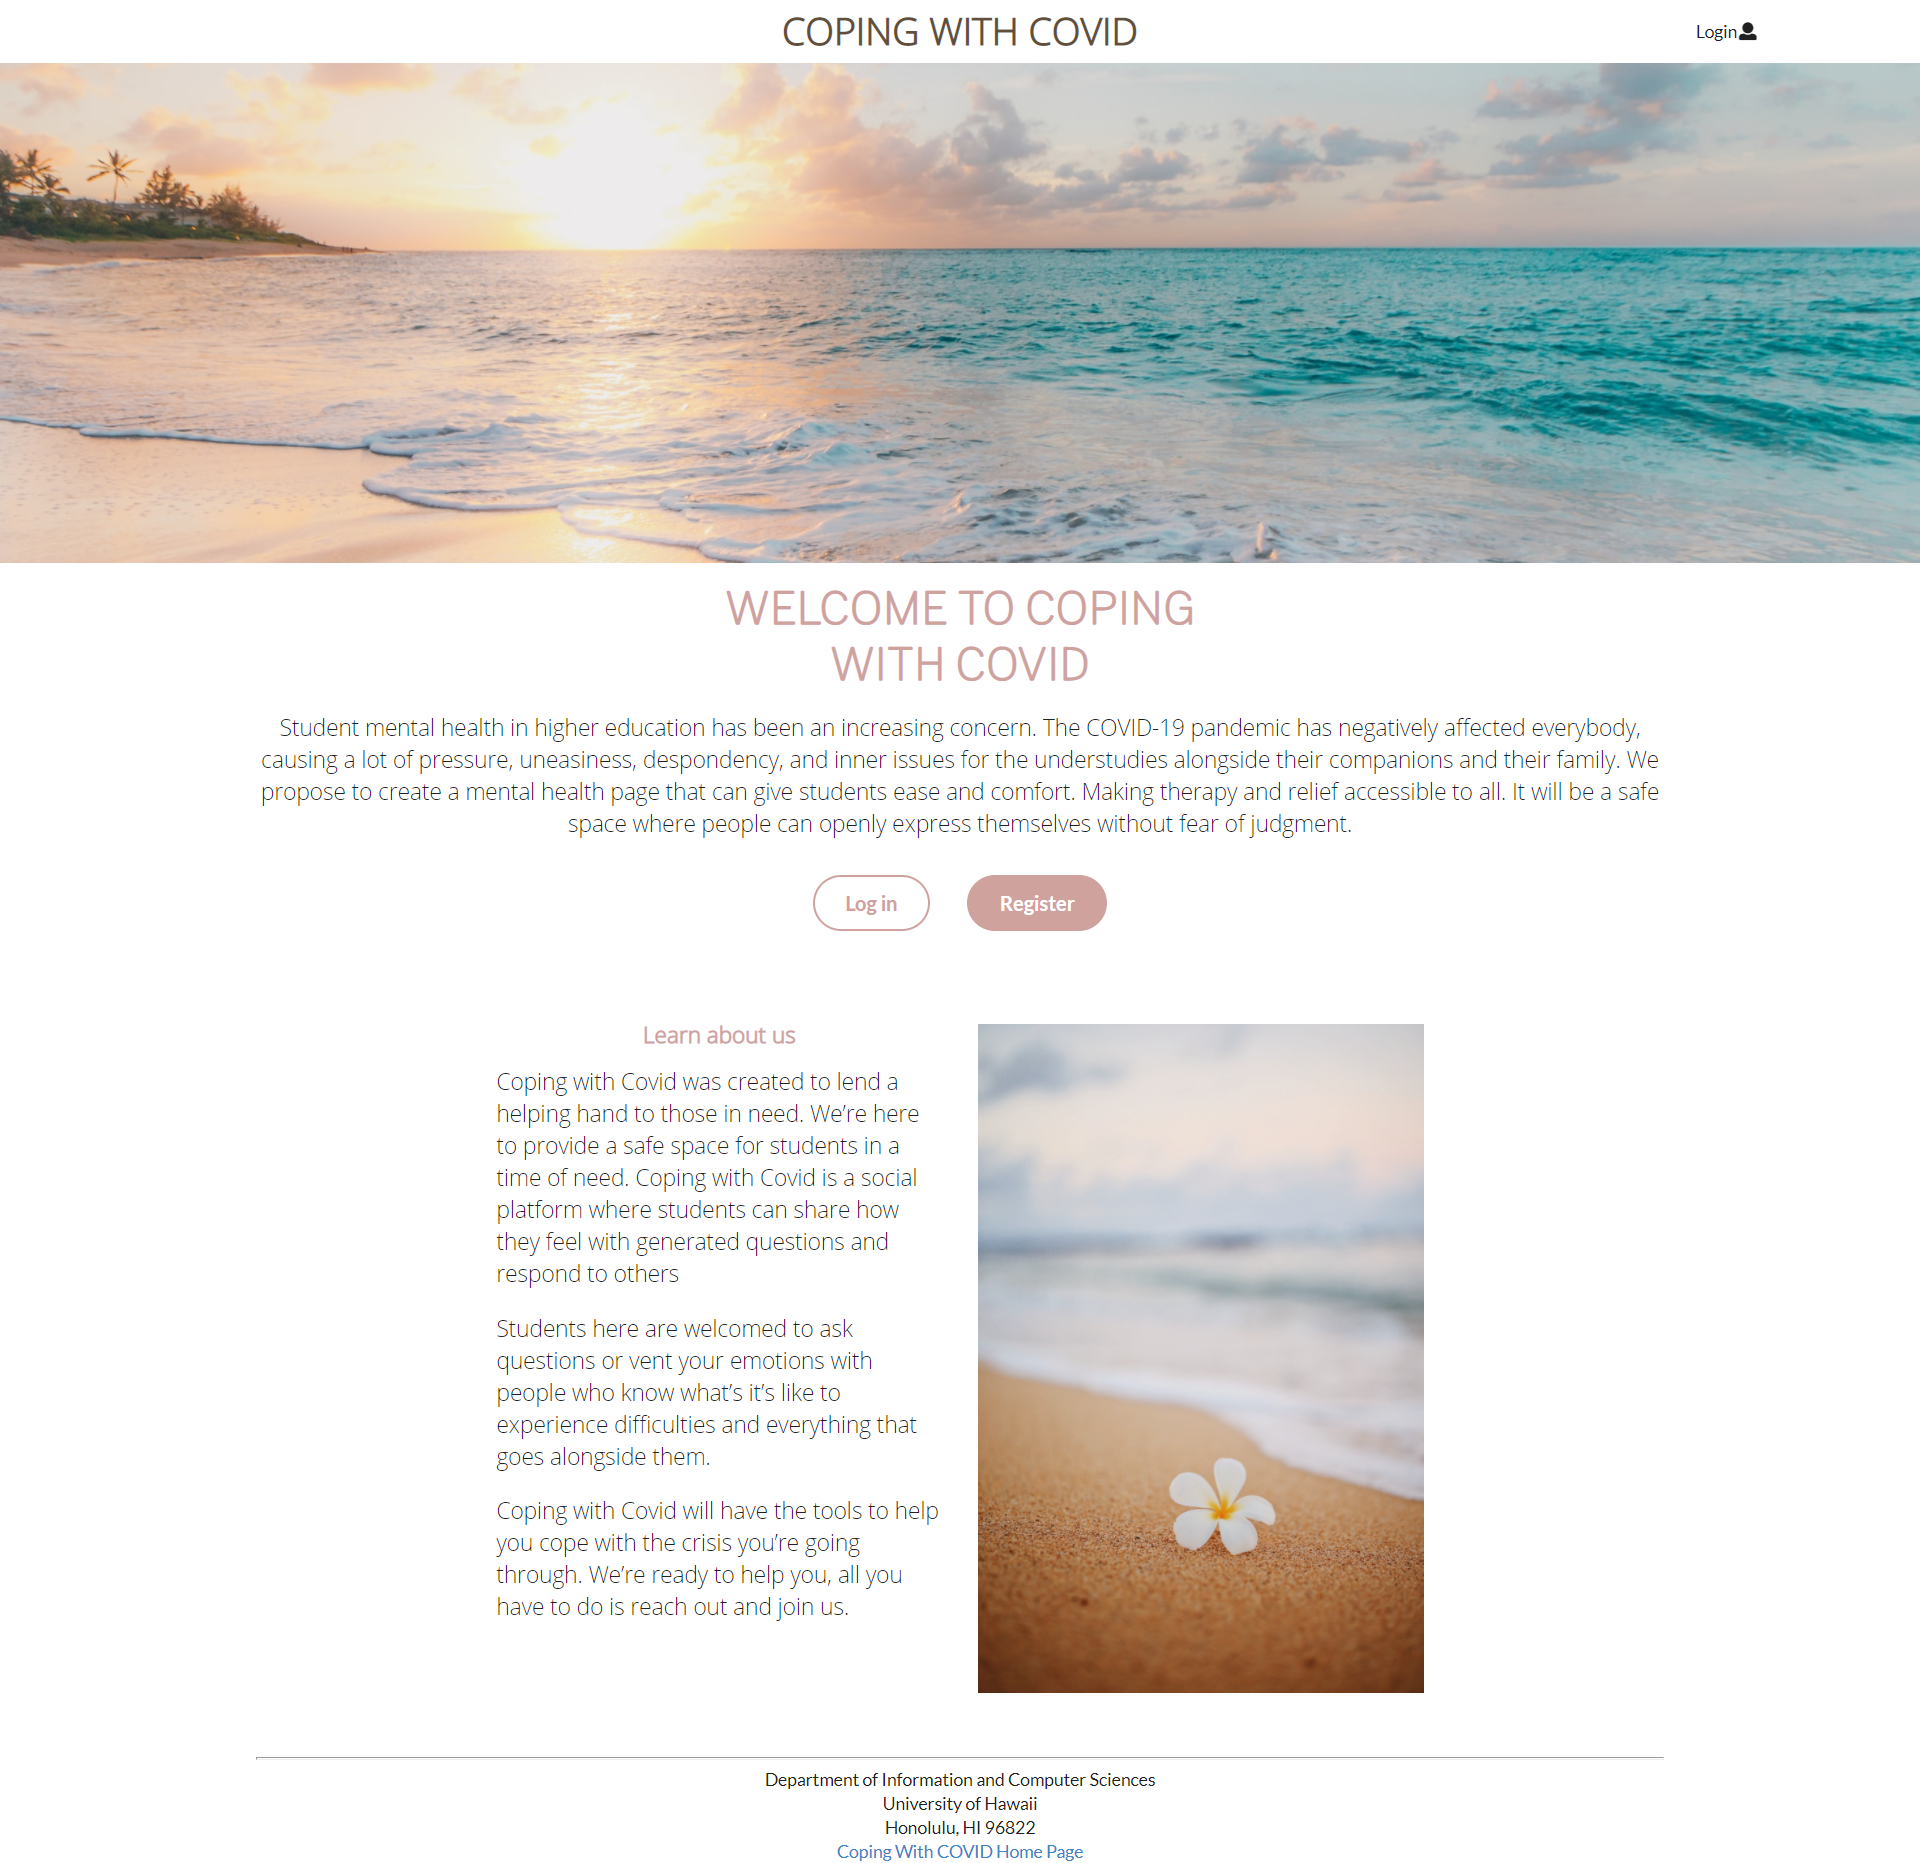 COPING WITH COVID
Login
WELCOME TO COPING
WITH COVID
Student mental health in higher education has been an increasing concern. The COVID-19 pandemic has negatively affected everybody,
causing a lot of pressure, uneasiness, despondency, and inner issues for the understudies alongside their companions and their family. We
propose to create a mental health page that can give students ease and comfort. Making therapy and relief accessible to all. It will be a safe
space where people can openly express themselves without fear of judgment.
Log in
Register
Learn about us
Coping with Covid was created to lend a
helping hand to those in need. We’re here
to provide a safe space for students in a
time of need. Coping with Covid is a social
platform where students can share how
they feel with generated questions and
respond to others
Students here are welcomed to ask
questions or vent your emotions with
people who know what’s it’s like to
experience difficulties and everything that
goes alongside them.
Coping with Covid will have the tools to help
you cope with the crisis you’re going
through. We’re ready to help you, all you
have to do is reach out and join us.
Department of Information and Computer Sciences
University of Hawaii
Honolulu, HI 96822
Coping With COVID Home Page